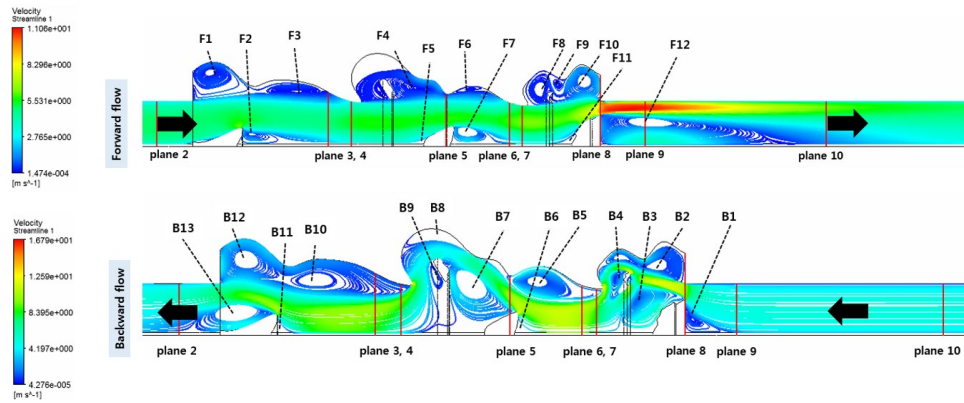 Velocity
Streamline 1
1.106e+001
8.296e+000
5.531e+000
2.765e+000
1.474e-004
[m s^-1]
Forward flow
F1
F2
F3
F4
F5
F6
F7
F8
F9
F10
F11
F12
plane 2
plane 3, 4
plane 5
plane 6, 7
plane 8
plane 9
plane 10
Velocity
Streamline 1
1.679e+001
1.259e+001
8.395e+000
4.197e+000
4.276e-005
[m s^-1]
Backward flow
B13
B12
B11
B10
B9
B8
B7
B6
B5
B4
B3
B2
B1
plane 2
plane 3, 4
plane 5
plane 6, 7
plane 8
plane 9
plane 10